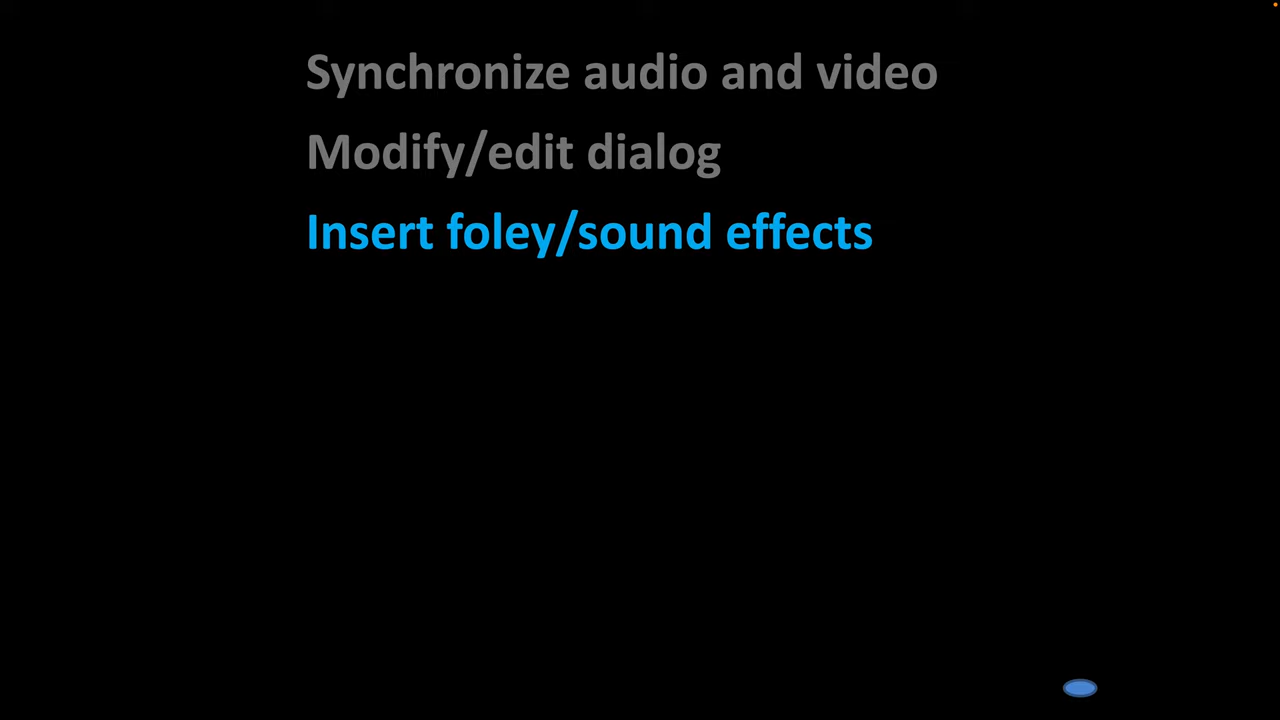 Synchronize audio and video
Modify/edit dialog
Insert foley/sound effects